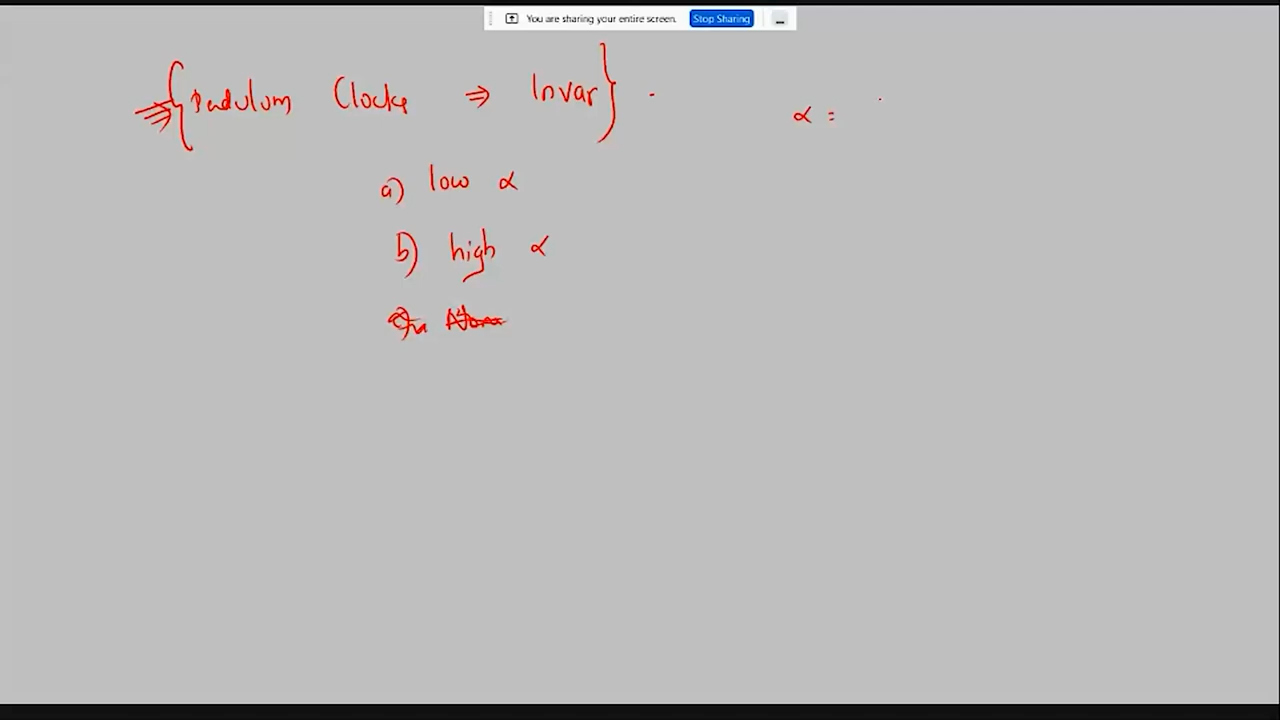 You are sharing your entire screen. Stop Sharing
⇒ { Pendulum Clocks ⇒ Invar } .
α =
a) low α
b) high α